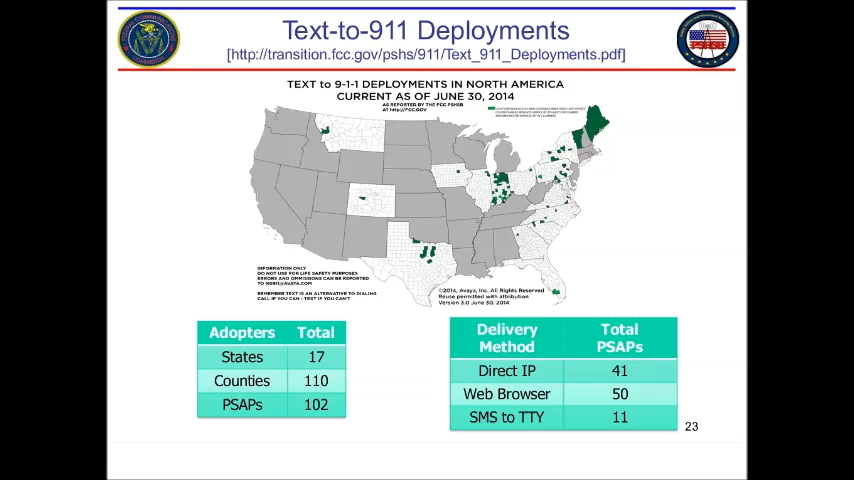 Text-to-911 Deployments
[http://transition.fcc.gov/pshs/911/Text_911_Deployments.pdf]
TEXT to 9-1-1 DEPLOYMENTS IN NORTH AMERICA
CURRENT AS OF JUNE 30, 2014
AS REPORTED BY THE FCC PSHSB
AT http://FCC.GOV
INFORMATION ONLY
DO NOT USE FOR LIFE SAFETY PURPOSES
ERRORS AND OMMISSIONS CAN BE REPORTED
TO NG911@AVAYA.COM
REMEMBER TEXT IS AN ALTERNATIVE TO DIALING
CALL IF YOU CAN - TEXT IF YOU CAN'T
©2014, Avaya, Inc. All Rights Reserved
Reuse permitted with attribution
Version 3.0 June 30, 2014
Adopters Total
States 17
Counties 110
PSAPs 102
Delivery Method Total PSAPs
Direct IP 41
Web Browser 50
SMS to TTY 11
23